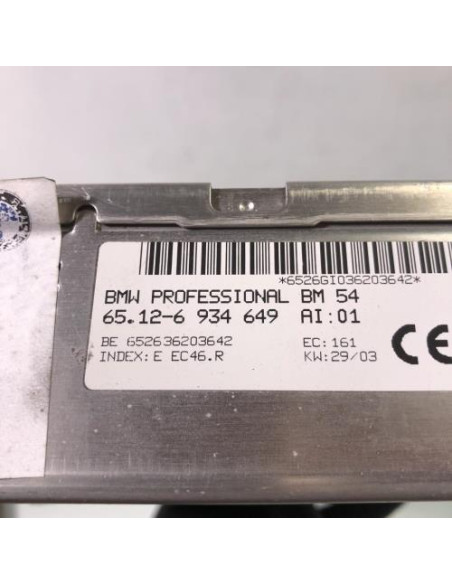 *6526GI036203642*
BMW PROFESSIONAL BM 54
65.12-6 934 649 AI:01
BE 652636203642 EC: 161
INDEX: E EC46.R KW: 29/03
CE